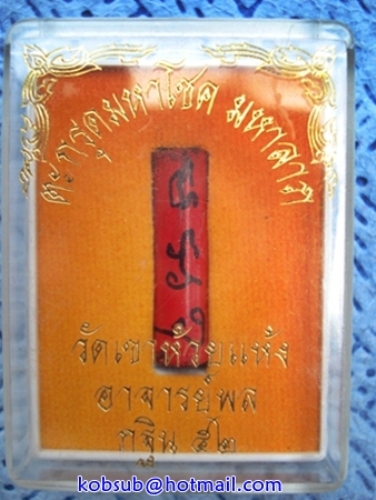 ตะกรุดมหาโชค มหาลาภ
วัดเขาห้วยแห้ง
อาจารย์พล
กฐิน ๕๒
kobsub@hotmail.com